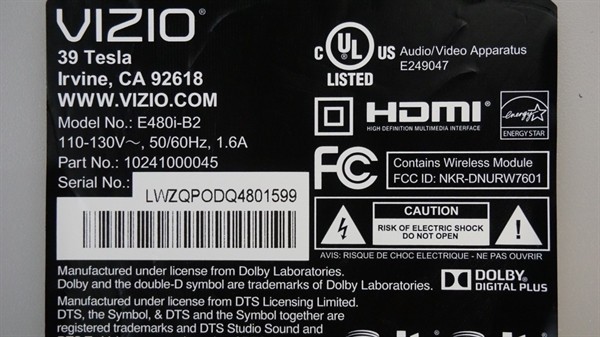 VIZIO
39 Tesla
Irvine, CA 92618
WWW.VIZIO.COM
Model No.: E480i-B2
110-130V～, 50/60Hz, 1.6A
Part No.: 10241000045
Serial No.:
LWZQPODQ4801599
C UL US
LISTED
Audio/Video Apparatus
E249047
HDMI
HIGH DEFINITION MULTIMEDIA INTERFACE
energy
ENERGY STAR
FC
Contains Wireless Module
FCC ID: NKR-DNURW7601
CAUTION
RISK OF ELECTRIC SHOCK
DO NOT OPEN
AVIS: RISQUE DE CHOC ELECTRIQUE - NE PAS OUVRIR
Manufactured under license from Dolby Laboratories.
Dolby and the double-D symbol are trademarks of Dolby Laboratories.
DOLBY
DIGITAL PLUS
Manufactured under license from DTS Licensing Limited.
DTS, the Symbol, & DTS and the Symbol together are
registered trademarks and DTS Studio Sound and